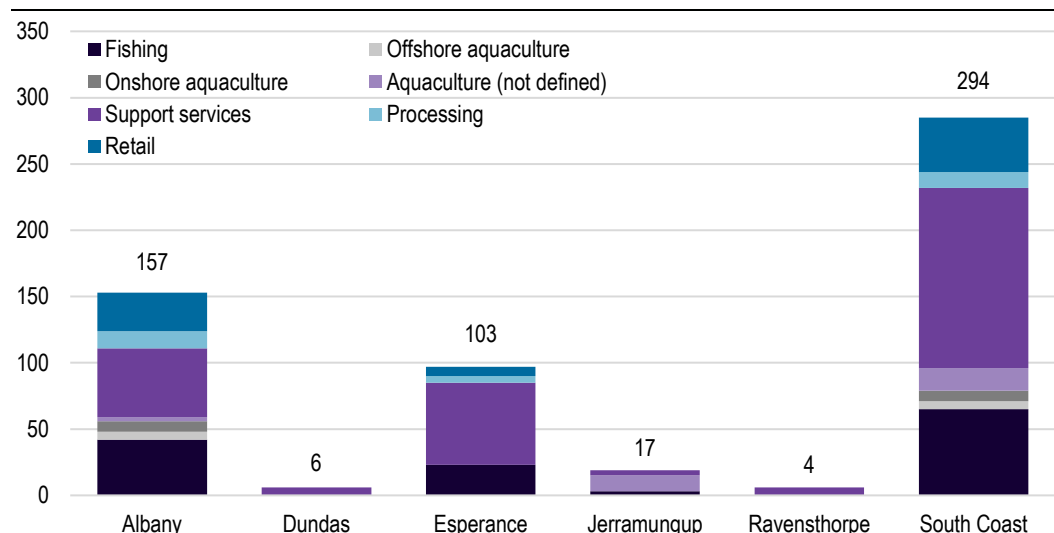 350
300
250
200
150
100
50
0
Fishing
Offshore aquaculture
Onshore aquaculture
Aquaculture (not defined)
Support services
Processing
Retail
157
6
103
17
4
294
Albany
Dundas
Esperance
Jerramungup
Ravensthorpe
South Coast